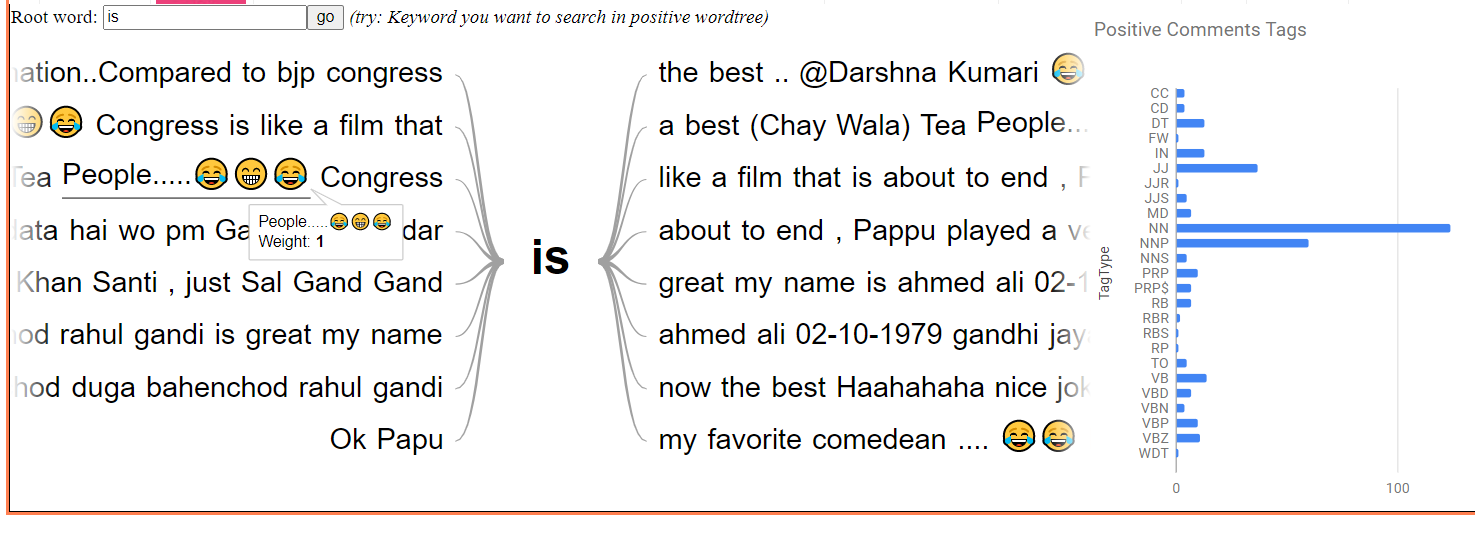 Root word: is go (try: Keyword you want to search in positive wordtree)
Positive Comments Tags
ation..Compared to bjp congress
😁😂 Congress is like a film that
Tea People.....😂😁😂 Congress
lata hai wo pm Ga
dar
Khan Santi , just Sal Gand Gand
od rahul gandi is great my name
hod duga bahenchod rahul gandi
Ok Papu
People.....😂😁😂
Weight: 1
is
the best .. @Darshna Kumari 😂
a best (Chay Wala) Tea People...
like a film that is about to end ,
about to end , Pappu played a
great my name is ahmed ali 02-1
ahmed ali 02-10-1979 gandhi jay
now the best Haahahaha nice jok
my favorite comedean .... 😂😂
TagType
CC
CD
DT
FW
IN
JJ
JJR
JJS
MD
NN
NNP
NNS
PRP
PRP$
RB
RBR
RBS
RP
TO
VB
VBD
VBN
VBP
VBZ
WDT
0 100